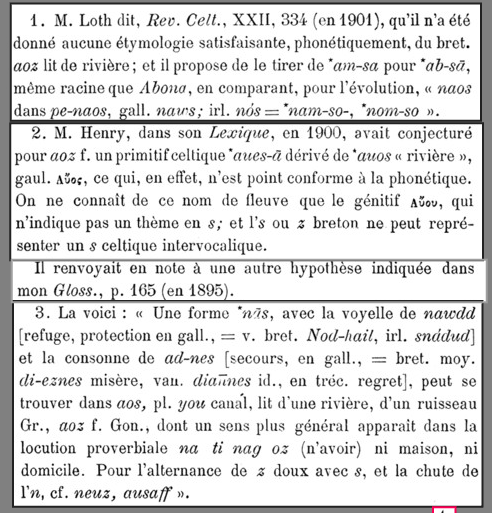 1. M. Loth dit, Rev. Celt., XXII, 334 (en 1901), qu'il n'a été
donné aucune étymologie satisfaisante, phonétiquement, du bret.
aoz lit de rivière; et il propose de le tirer de *am-sa pour *ab-sā,
même racine que Abona, en comparant, pour l'évolution, « naos
dans pe-naos, gall. naws; irl. nós = *nam-so-, *nom-so ».
2. M. Henry, dans son Lexique, en 1900, avait conjecturé
pour aoz f. un primitif celtique *aues-ā dérivé de *auos « rivière »,
gaul. Αὖος, ce qui, en effet, n'est point conforme à la phonétique.
On ne connaît de ce nom de fleuve que le génitif Αὔου, qui
n'indique pas un thème en s; et l's ou z breton ne peut repré-
senter un s celtique intervocalique.
Il renvoyait en note à une autre hypothèse indiquée dans
mon Gloss., p. 165 (en 1895).
3. La voici : « Une forme *nās, avec la voyelle de nawdd
[refuge, protection en gall., = v. bret. Nod-hail, irl. snádud]
et la consonne de ad-nes [secours, en gall., = bret. moy.
di-eznes misère, van. diannes id., en tréc. regret], peut se
trouver dans aos, pl. you canal, lit d'une rivière, d'un ruisseau
Gr., aoz f. Gon., dont un sens plus général apparait dans la
locution proverbiale na ti nag oz (n'avoir) ni maison, ni
domicile. Pour l'alternance de z doux avec s, et la chute de
l'n, cf. neuz, ausaff ».